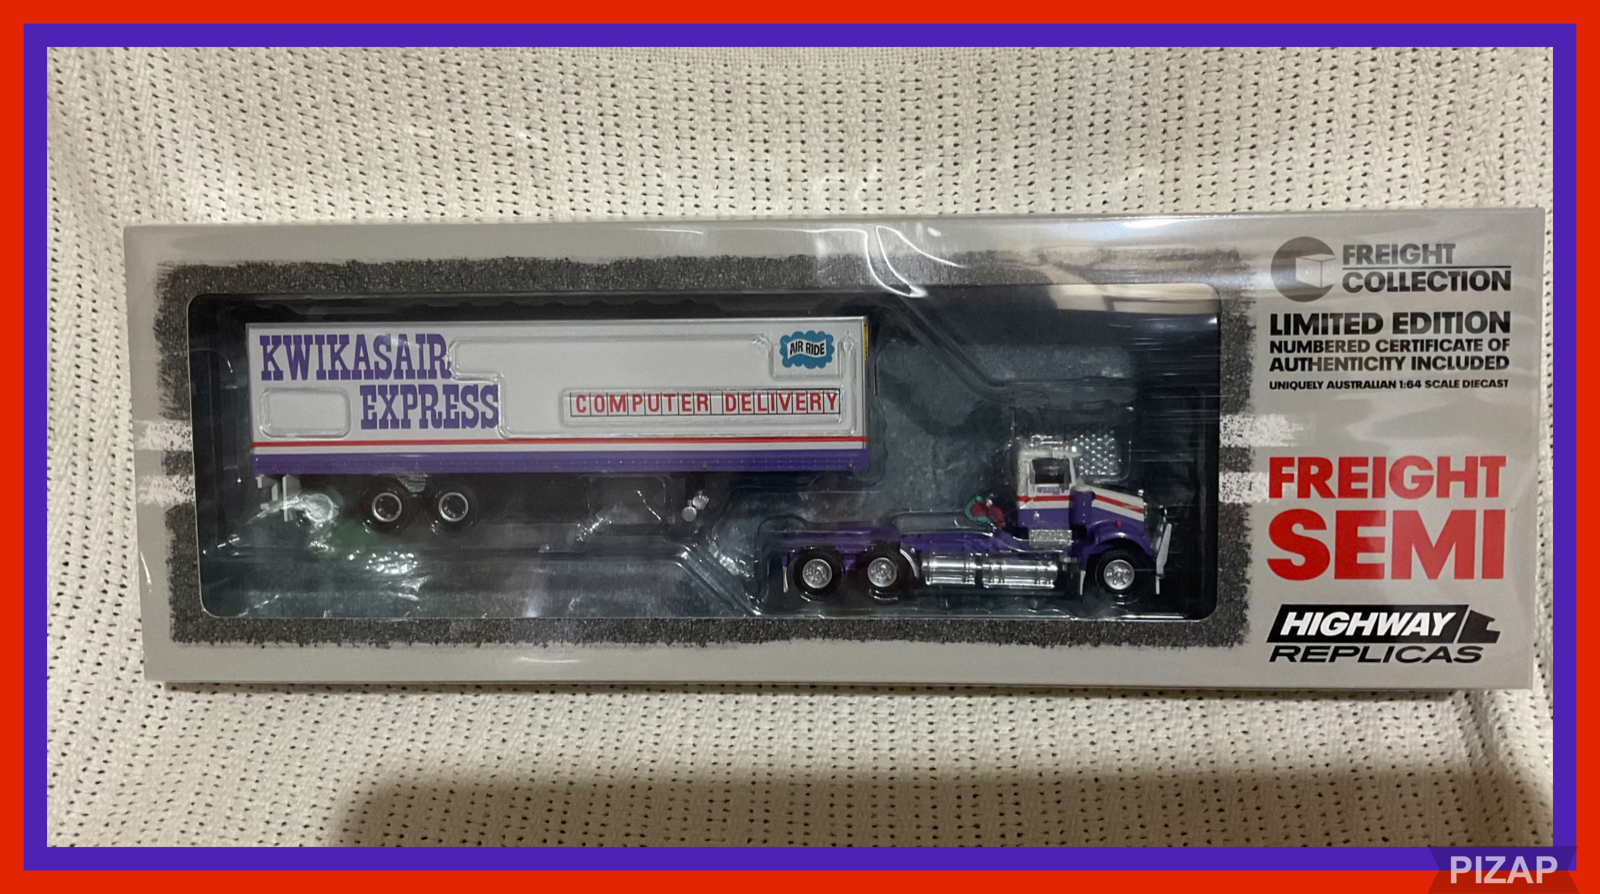 KWIKASAIR
EXPRESS
AIR RIDE
COMPUTER DELIVERY
FREIGHT
COLLECTION
LIMITED EDITION
NUMBERED CERTIFICATE OF
AUTHENTICITY INCLUDED
UNIQUELY AUSTRALIAN 1:64 SCALE DIECAST
FREIGHT
SEMI
HIGHWAY
REPLICAS
PIZAP